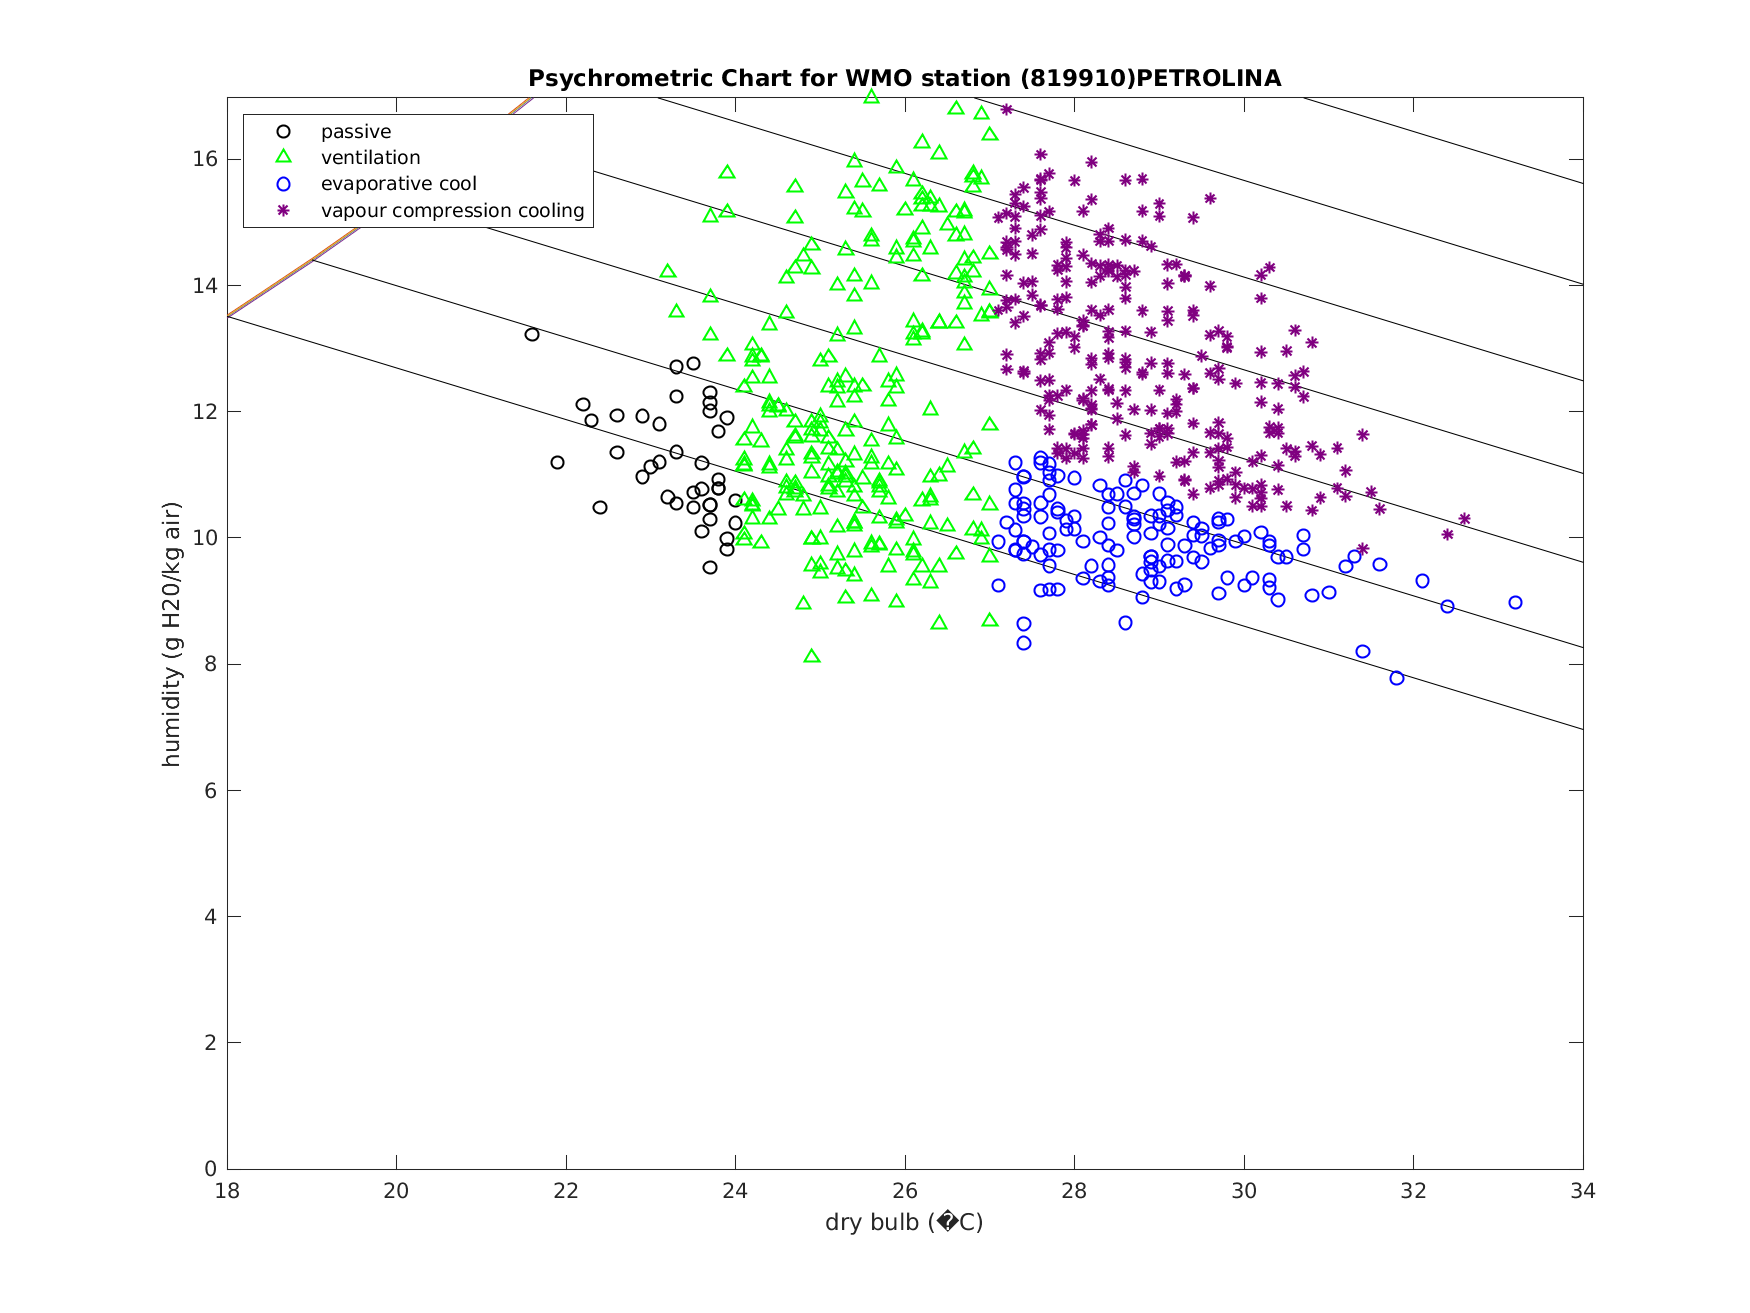 Psychrometric Chart for WMO station (819910)PETROLINA
passive
ventilation
evaporative cool
vapour compression cooling
humidity (g H20/kg air)
16
14
12
10
8
6
4
2
0
18 20 22 24 26 28 30 32 34
dry bulb (�C)